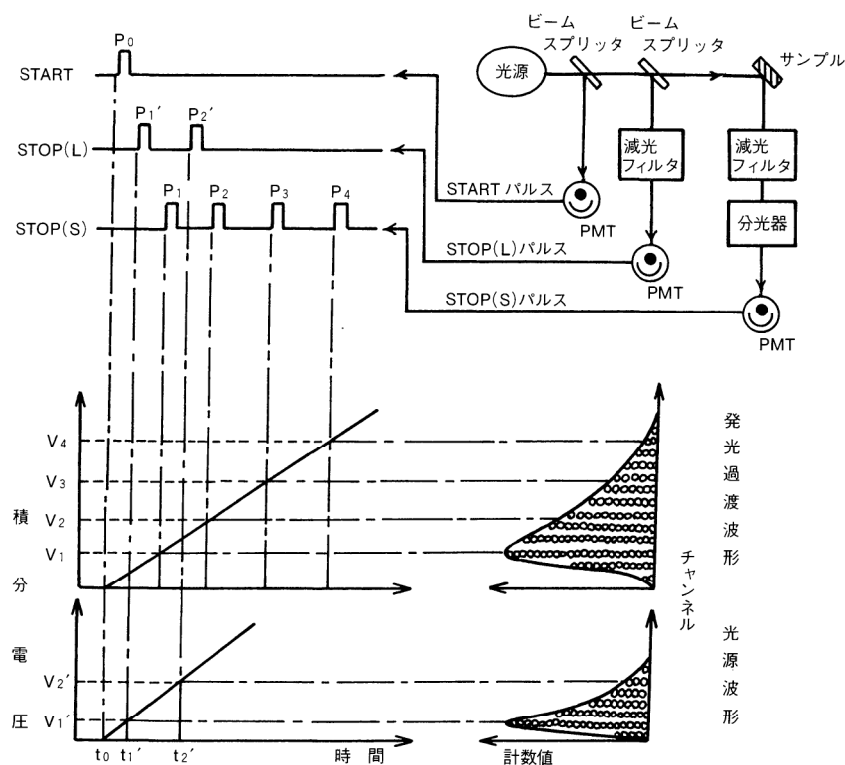 START
P₀
STOP(L)
P₁′
P₂′
STOP(S)
P₁
P₂
P₃
P₄
光源
ビーム
スプリッタ
ビーム
スプリッタ
サンプル
減光
フィルタ
減光
フィルタ
分光器
STARTパルス
PMT
STOP(L)パルス
PMT
STOP(S)パルス
PMT
V₄
V₃
V₂
V₁
積分電圧
V₂′
V₁′
t₀
t₁′
t₂′
時間
計数値
チャンネル
発光過渡波形
光源波形